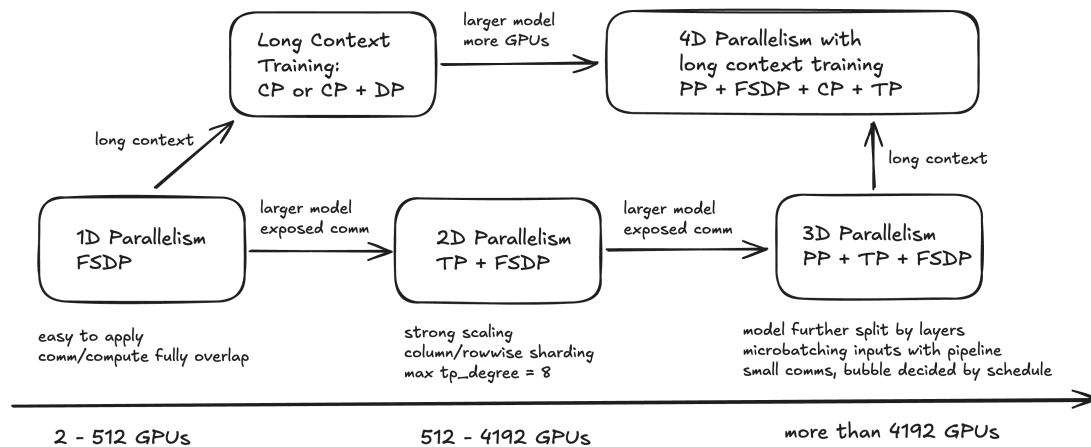 Long Context
Training:
CP or CP + DP
larger model
more GPUs
4D Parallelism with
long context training
PP + FSDP + CP + TP
long context
long context
1D Parallelism
FSDP
larger model
exposed comm
2D Parallelism
TP + FSDP
larger model
exposed comm
3D Parallelism
PP + TP + FSDP
easy to apply
comm/compute fully overlap
strong scaling
column/rowwise sharding
max tp_degree = 8
model further split by layers
microbatching inputs with pipeline
small comms, bubble decided by schedule
2 - 512 GPUs
512 - 4192 GPUs
more than 4192 GPUs